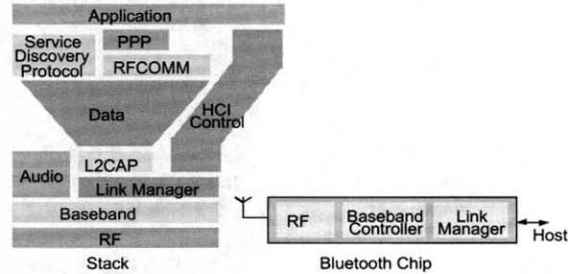 Application
Service
Discovery
Protocol
PPP
RFCOMM
Data
HCI
Control
Audio
L2CAP
Link Manager
Baseband
RF
Stack
RF
Baseband
Controller
Link
Manager
Host
Bluetooth Chip